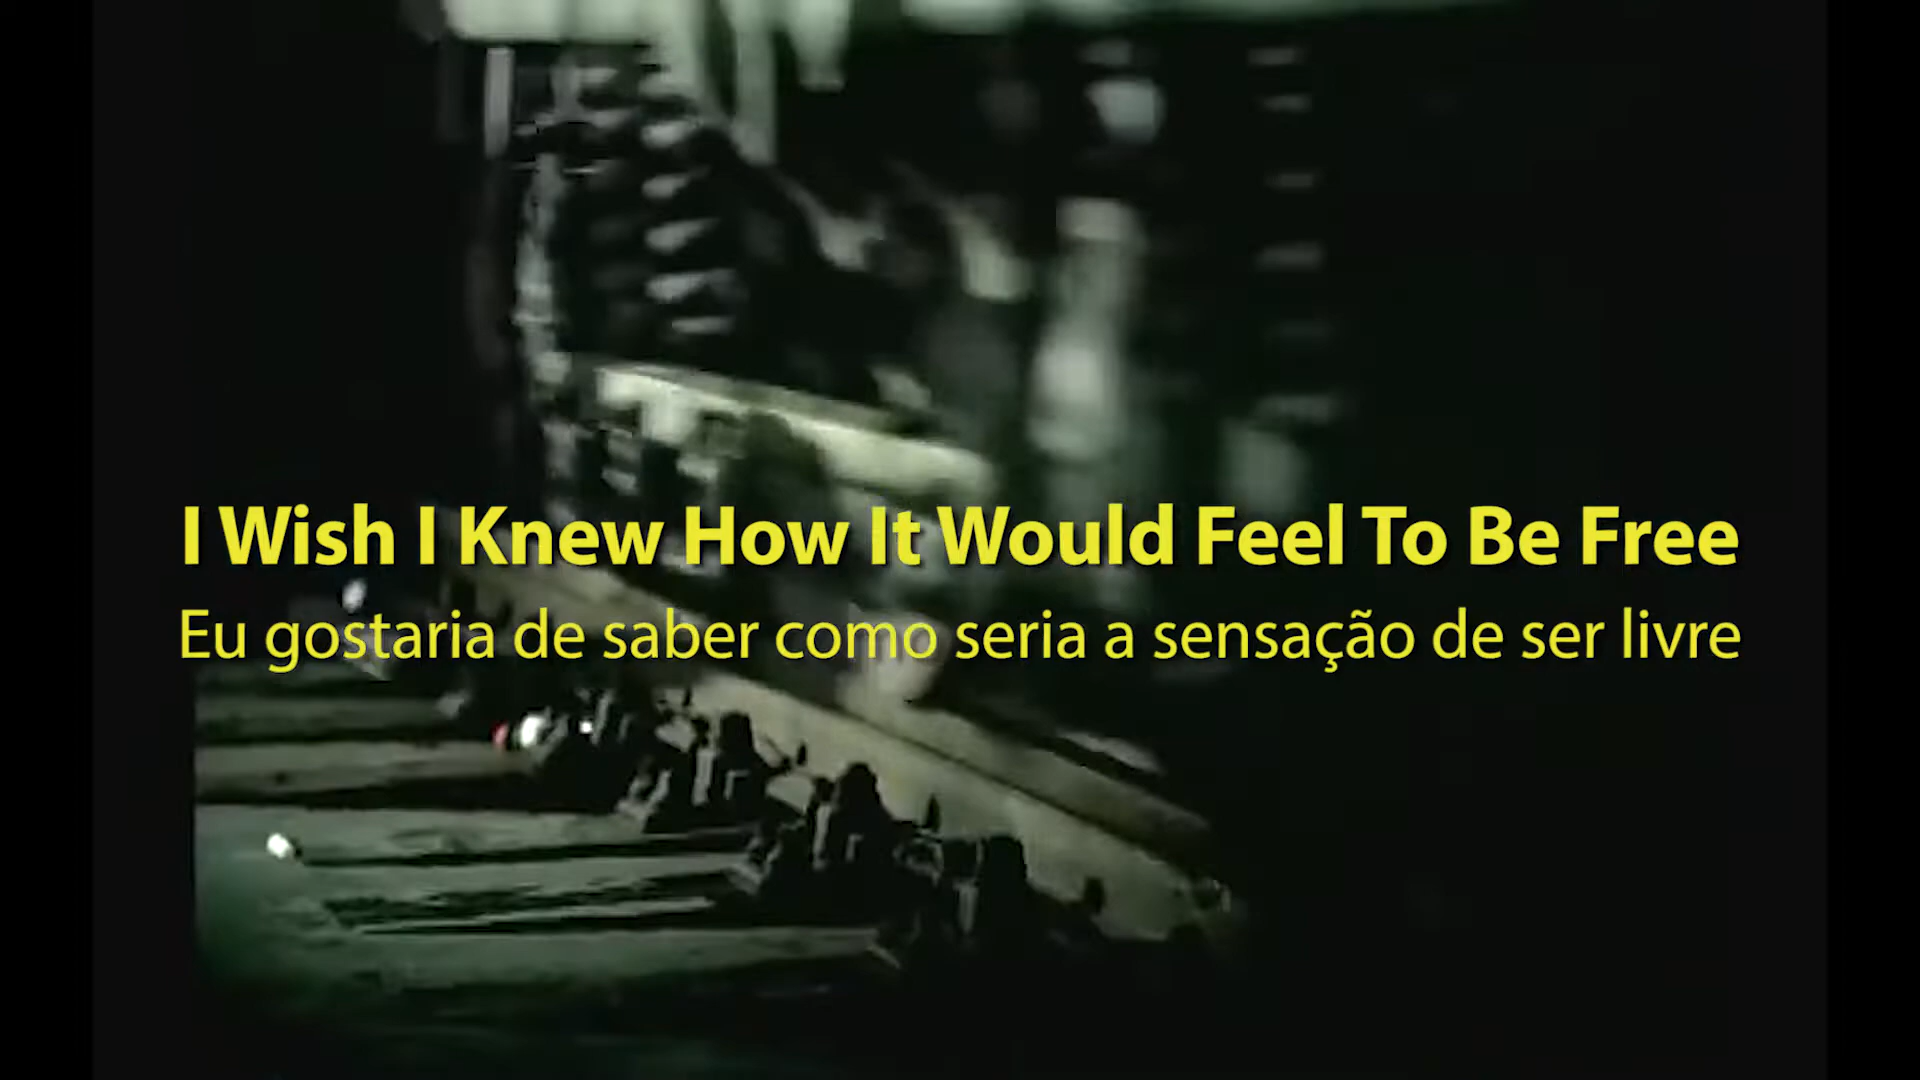 I Wish I Knew How It Would Feel To Be Free
Eu gostaria de saber como seria a sensação de ser livre